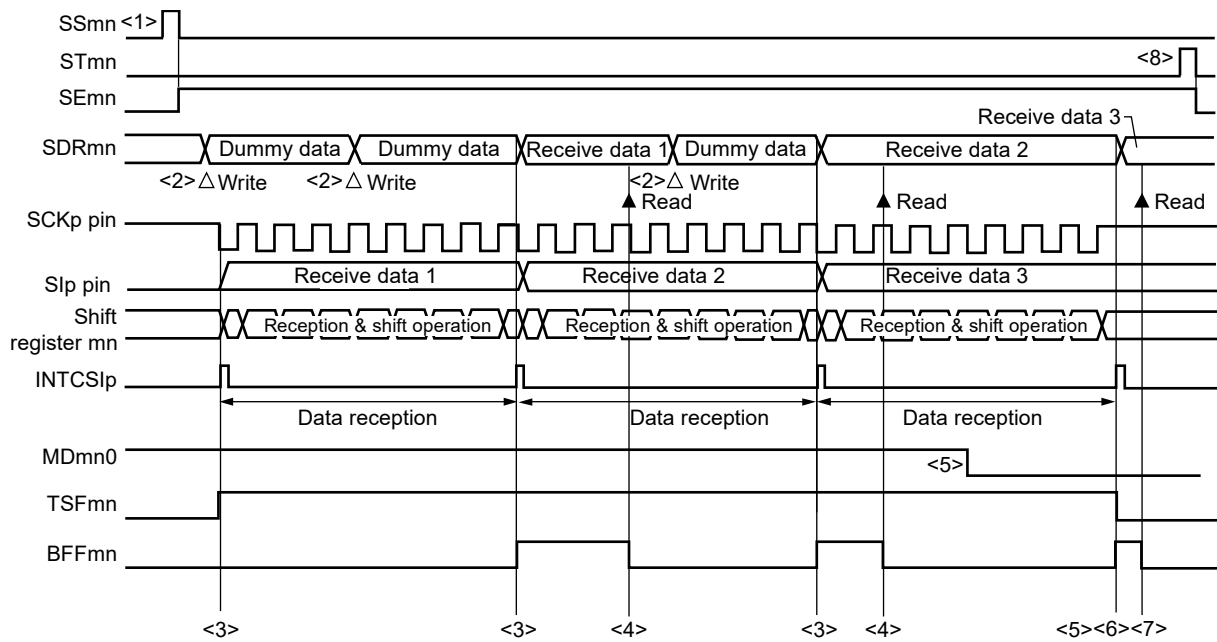 SSmn <1>
STmn <8>
SEmn
Receive data 3
SDRmn Dummy data Dummy data Receive data 1 Dummy data Receive data 2
<2>△Write <2>△ Write <2>△ Write
▲Read ▲Read ▲Read
SCKp pin
SIp pin Receive data 1 Receive data 2 Receive data 3
Shift
register mn Reception & shift operation Reception & shift operation Reception & shift operation
INTCSIp
Data reception Data reception Data reception
MDmn0 <5>
TSFmn
BFFmn
<3> <3> <4> <3> <4> <5><6><7>